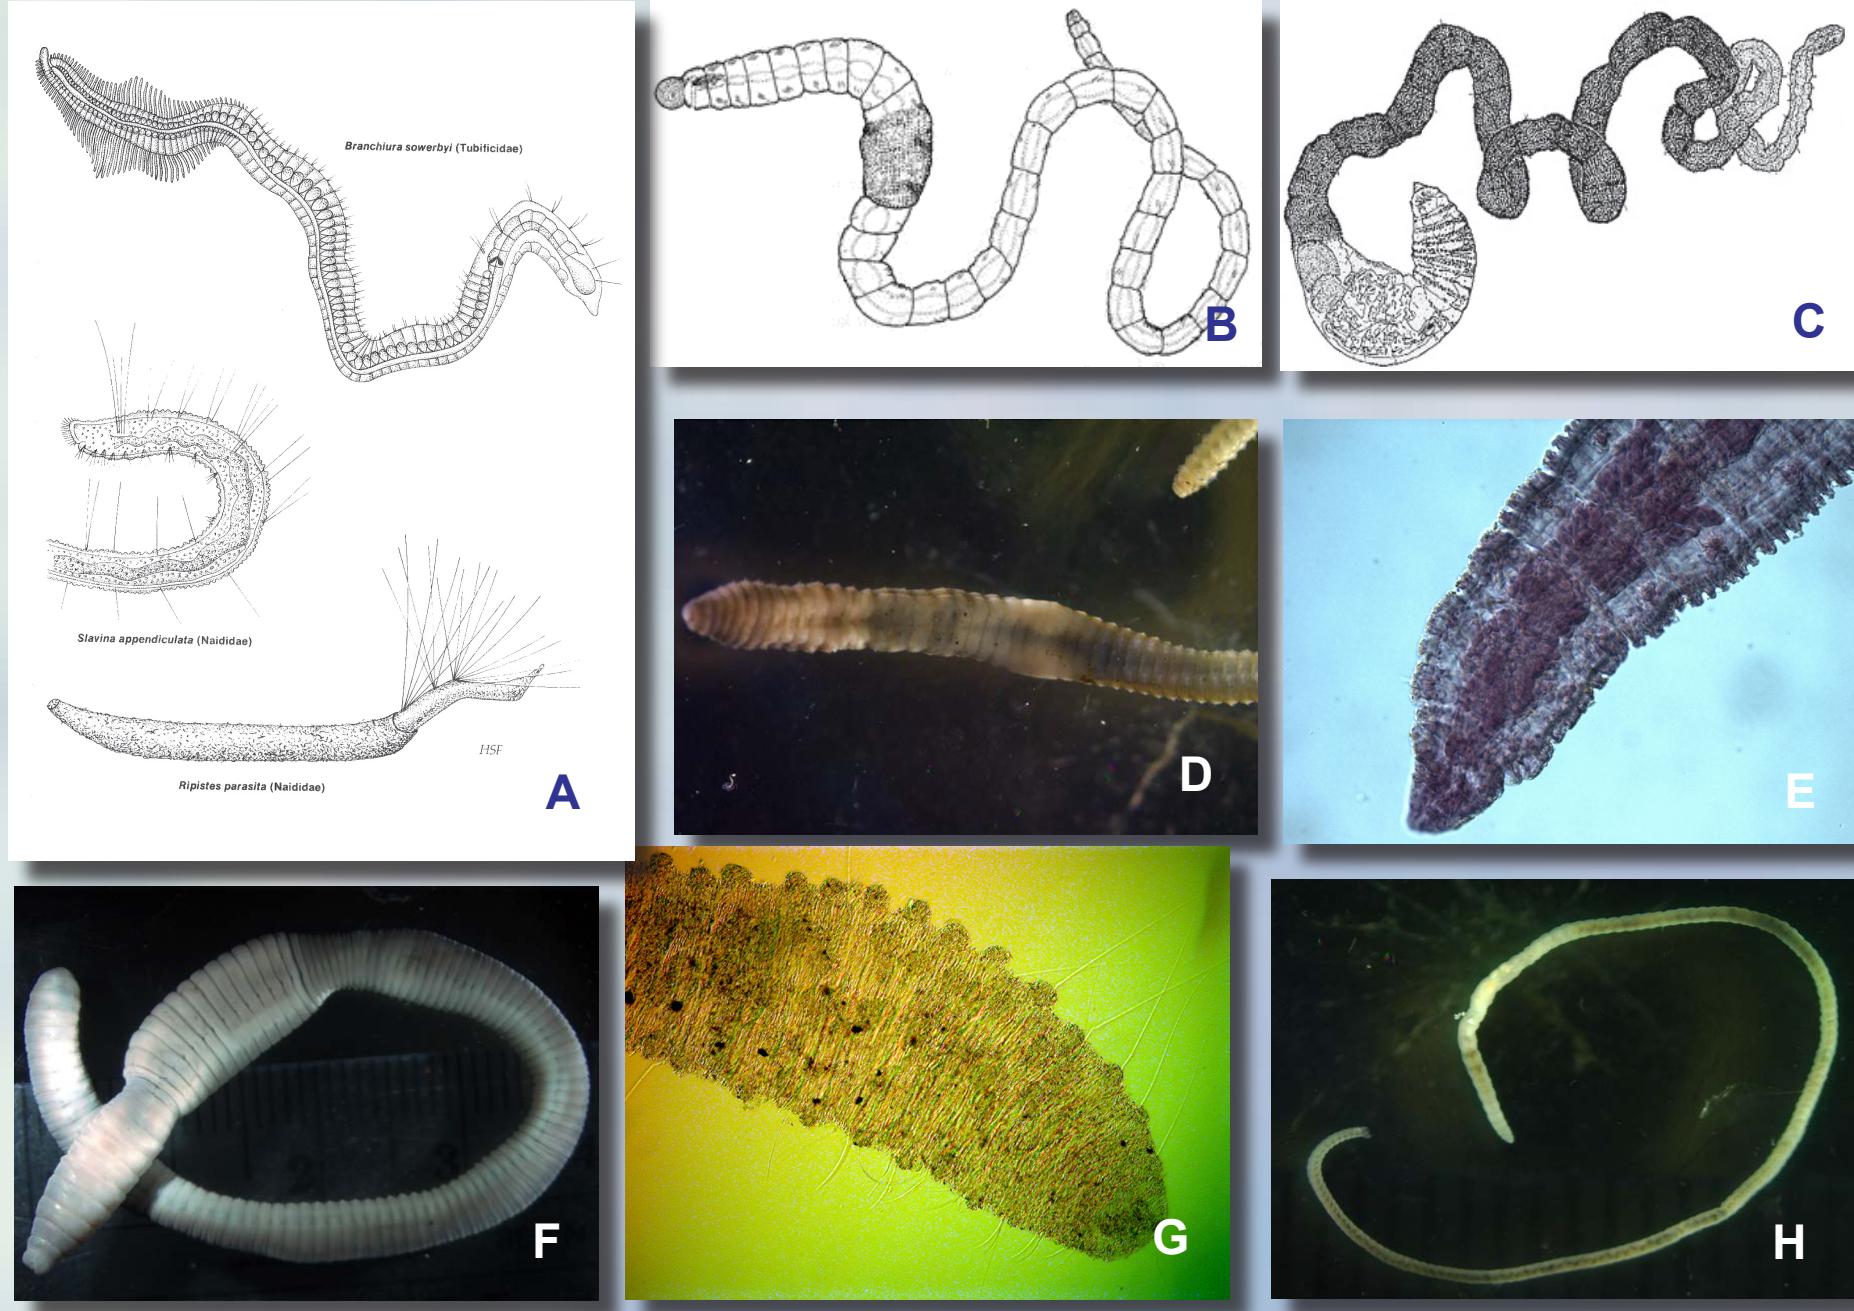 Branchiura sowerbyi (Tubificidae)
Slavina appendiculata (Naididae)
HSF
Ripistes parasita (Naididae)
A
B
C
D
E
F
G
H